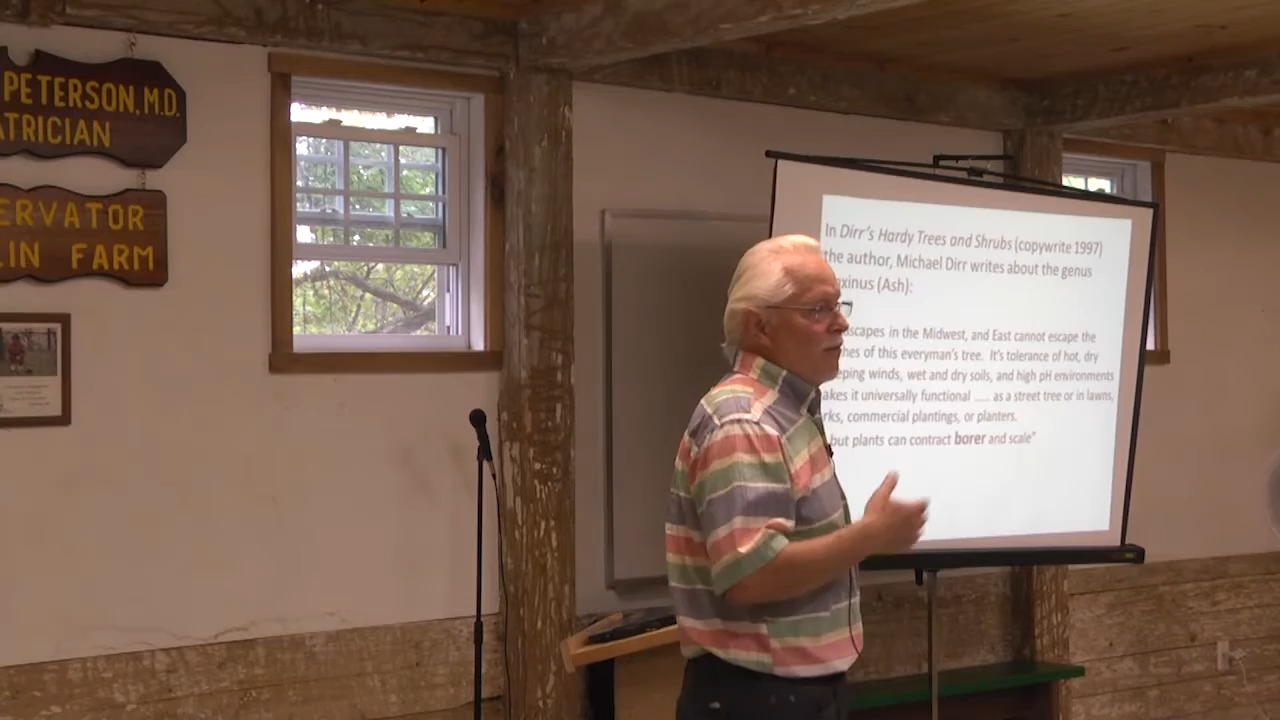 PETERSON, M.D.
ATRICIAN
ERVATOR
LIN FARM
In Dirr's Hardy Trees and Shrubs (copywrite 1997)
the author, Michael Dirr writes about the genus
xinus (Ash):
scapes in the Midwest, and East cannot escape the
hes of this everyman's tree. It's tolerance of hot, dry
eping winds, wet and dry soils, and high pH environments
akes it universally functional ..... as a street tree or in lawns,
rks, commercial plantings, or planters.
but plants can contract borer and scale"